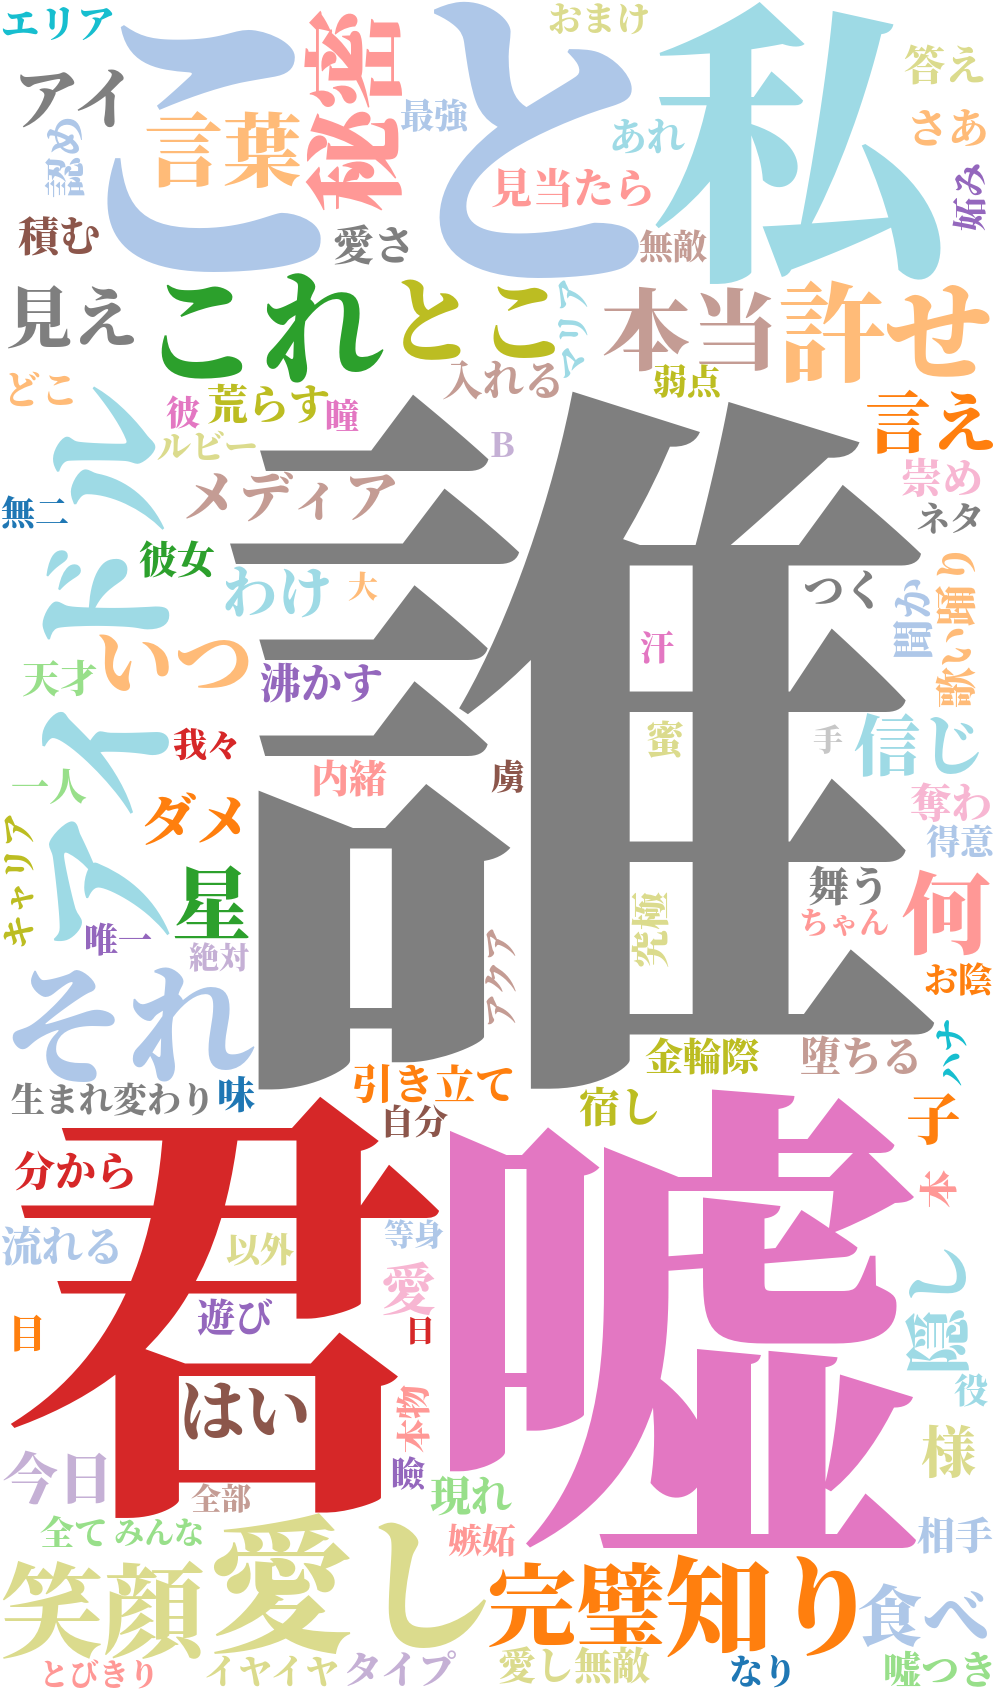 エリア
こと
秘密
おまけ
私
アイ
答え
最強
言葉
認め
あれ
さあ
見当たら
妬み
積む
愛さ
無敵
見え
これ
とこ
マリア
本当
許せ
どこ
彼
荒らす
瞳
入れる
弱点
言え
アイドル
ルビー
B
誰
崇め
無二
メディア
ネタ
彼女
わけ
大
つく
聞か
歌い踊り
いつ
天才
沸かす
汗
我々
蜜
手
信じ
一人
内緒
虜
奪わ
ダメ
キャリア
得意
星
舞う
何
唯一
絶対
アクア
究極
ちゃん
それ
お陰
ハナ
金輪際
堕ちる
生まれ変わり
味
引き立て
自分
宿し
子
君
嘘
分から
本
流れる
以外
等身
隠し
愛
目
遊び
日
はい
本物
役
今日
瞼
様
全部
現れ
全て
みんな
愛し
嫉妬
相手
笑顔
完璧
知り
食べ
とびきり
イヤイヤ
タイプ
愛し無敵
なり
嘘つき